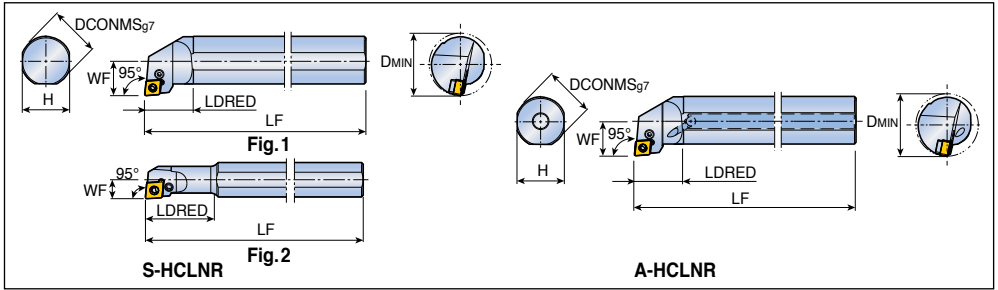 DCONMSg7
WF
95°
H
LDRED
LF
Fig.1
DMIN
95°
WF
LDRED
LF
Fig.2
S-HCLNR
DCONMSg7
WF
95°
H
LDRED
LF
DMIN
A-HCLNR